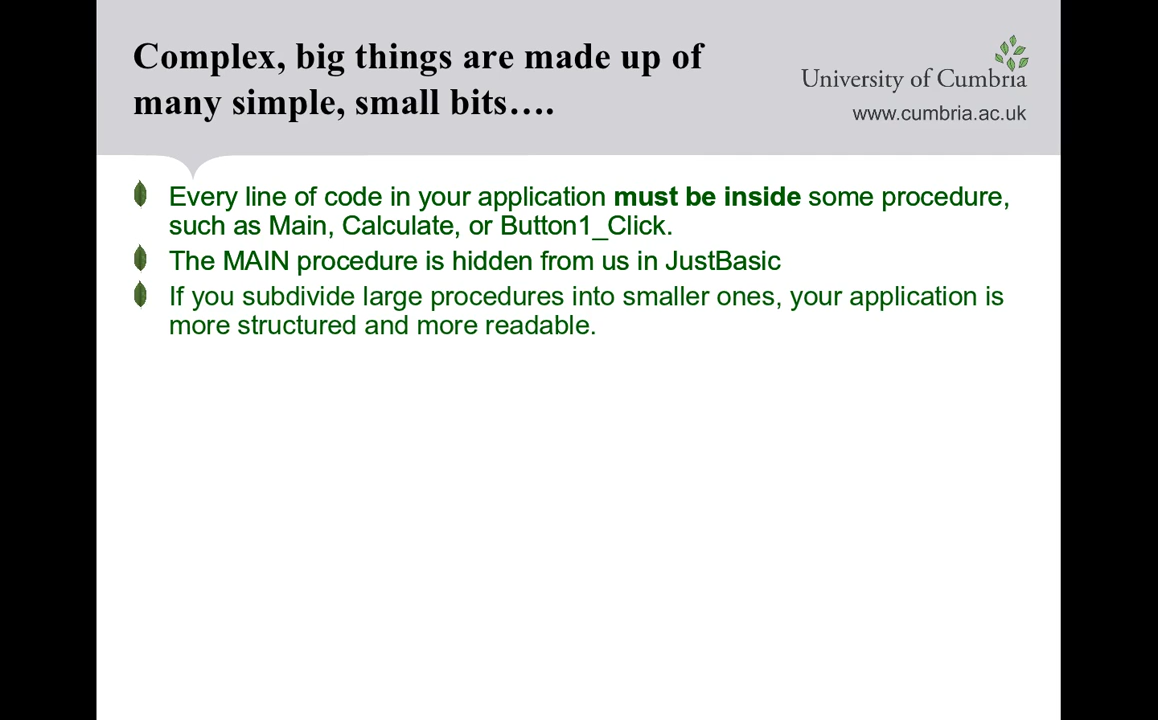 Complex, big things are made up of
many simple, small bits….
University of Cumbria
www.cumbria.ac.uk
Every line of code in your application must be inside some procedure,
such as Main, Calculate, or Button1_Click.
The MAIN procedure is hidden from us in JustBasic
If you subdivide large procedures into smaller ones, your application is
more structured and more readable.